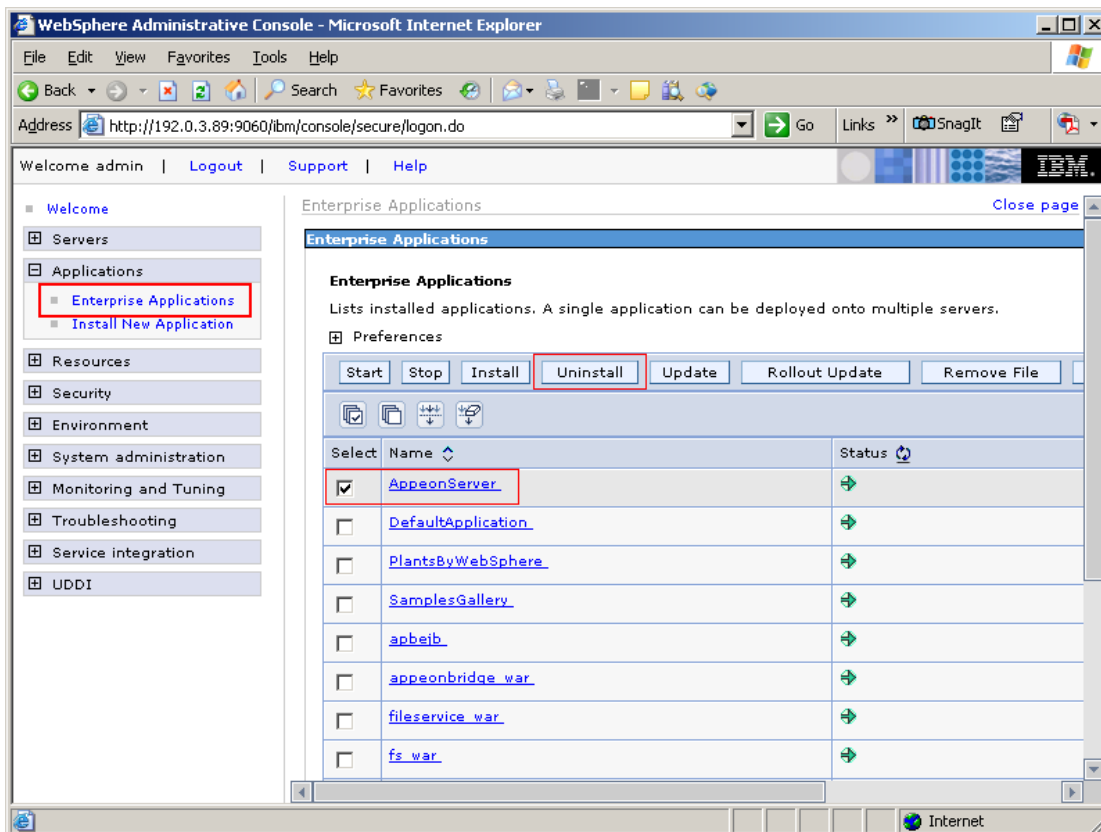 WebSphere Administrative Console - Microsoft Internet Explorer
File Edit View Favorites Tools Help
Back Search Favorites
Address http://192.0.3.89:9060/ibm/console/secure/logon.do Go Links » SnagIt
Welcome admin | Logout | Support | Help IBM.
Welcome
Servers
Applications
Enterprise Applications
Install New Application
Resources
Security
Environment
System administration
Monitoring and Tuning
Troubleshooting
Service integration
UDDI
Enterprise Applications Close page
Enterprise Applications
Enterprise Applications
Lists installed applications. A single application can be deployed onto multiple servers.
Preferences
Start Stop Install Uninstall Update Rollout Update Remove File
Select Name Status
AppeonServer
DefaultApplication
PlantsByWebSphere
SamplesGallery
apbejb
appeonbridge_war
fileservice_war
fs_war
Internet